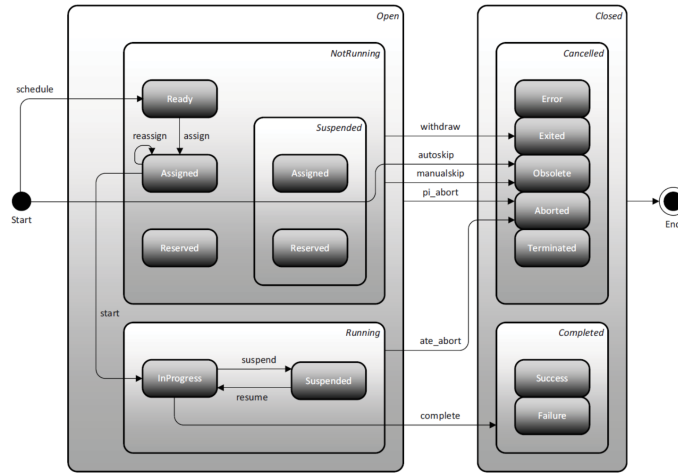 Open
Closed
NotRunning
Cancelled
schedule
Ready
Error
Suspended
withdraw
Exited
reassign
assign
autoskip
Assigned
Assigned
manualskip
Obsolete
pi_abort
Start
Aborted
End
Reserved
Reserved
Terminated
start
Running
Completed
ate_abort
suspend
InProgress
Suspended
Success
resume
complete
Failure